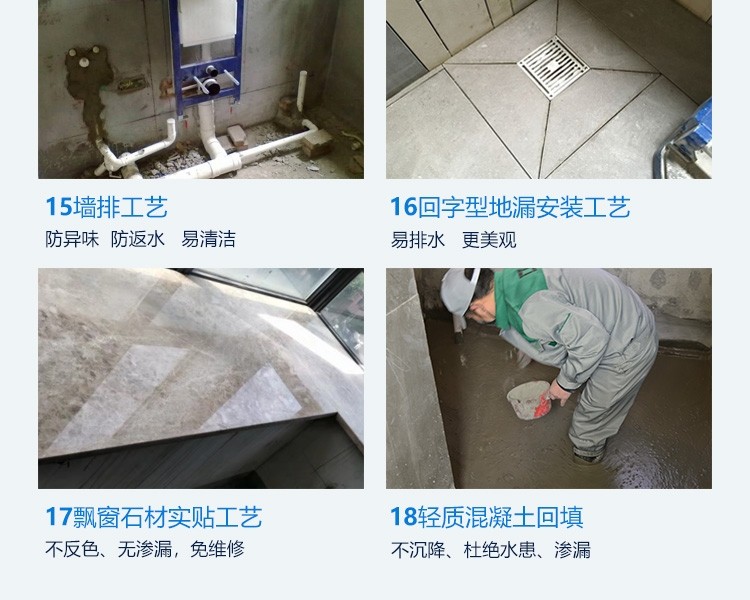 15墙排工艺
防异味 防返水 易清洁
16回字型地漏安装工艺
易排水 更美观
17飘窗石材实贴工艺
不反色、无渗漏，免维修
18轻质混凝土回填
不沉降、杜绝水患、渗漏